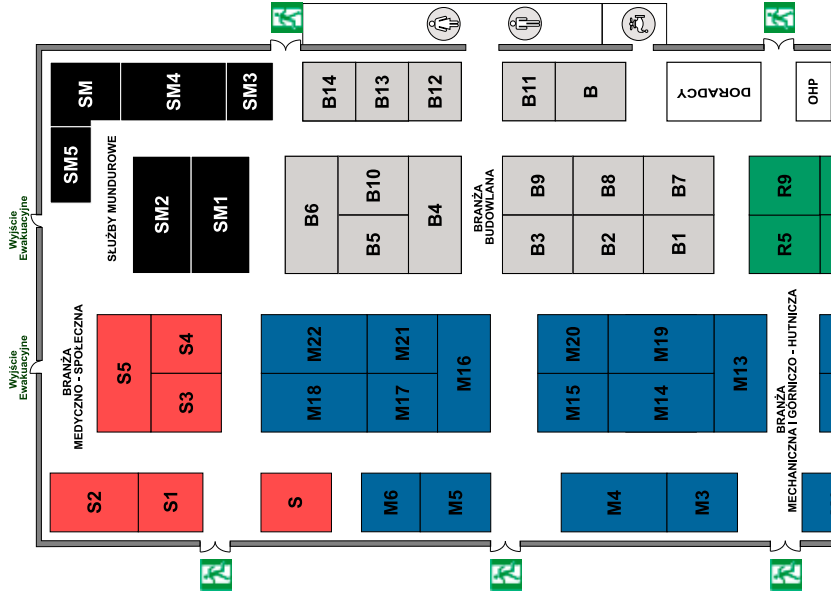 SM
SM4
SM3
B14
B13
B12
B11
B
DORADCY
OHP
SM5
SŁUŻBY MUNDUROWE
SM2
SM1
B6
B10
B5
B4
BRANŻA
BUDOWLANA
B9
B8
B7
B3
B2
B1
R9
R5
Wyjście
Ewakuacyjne
Wyjście
Ewakuacyjne
BRANŻA
MEDYCZNO - SPOŁECZNA
S5
S4
S3
M22
M21
M16
M18
M17
M20
M19
M13
M15
M14
BRANŻA
MECHANICZNA I GÓRNICZO - HUTNICZA
S2
S1
S
M6
M5
M4
M3